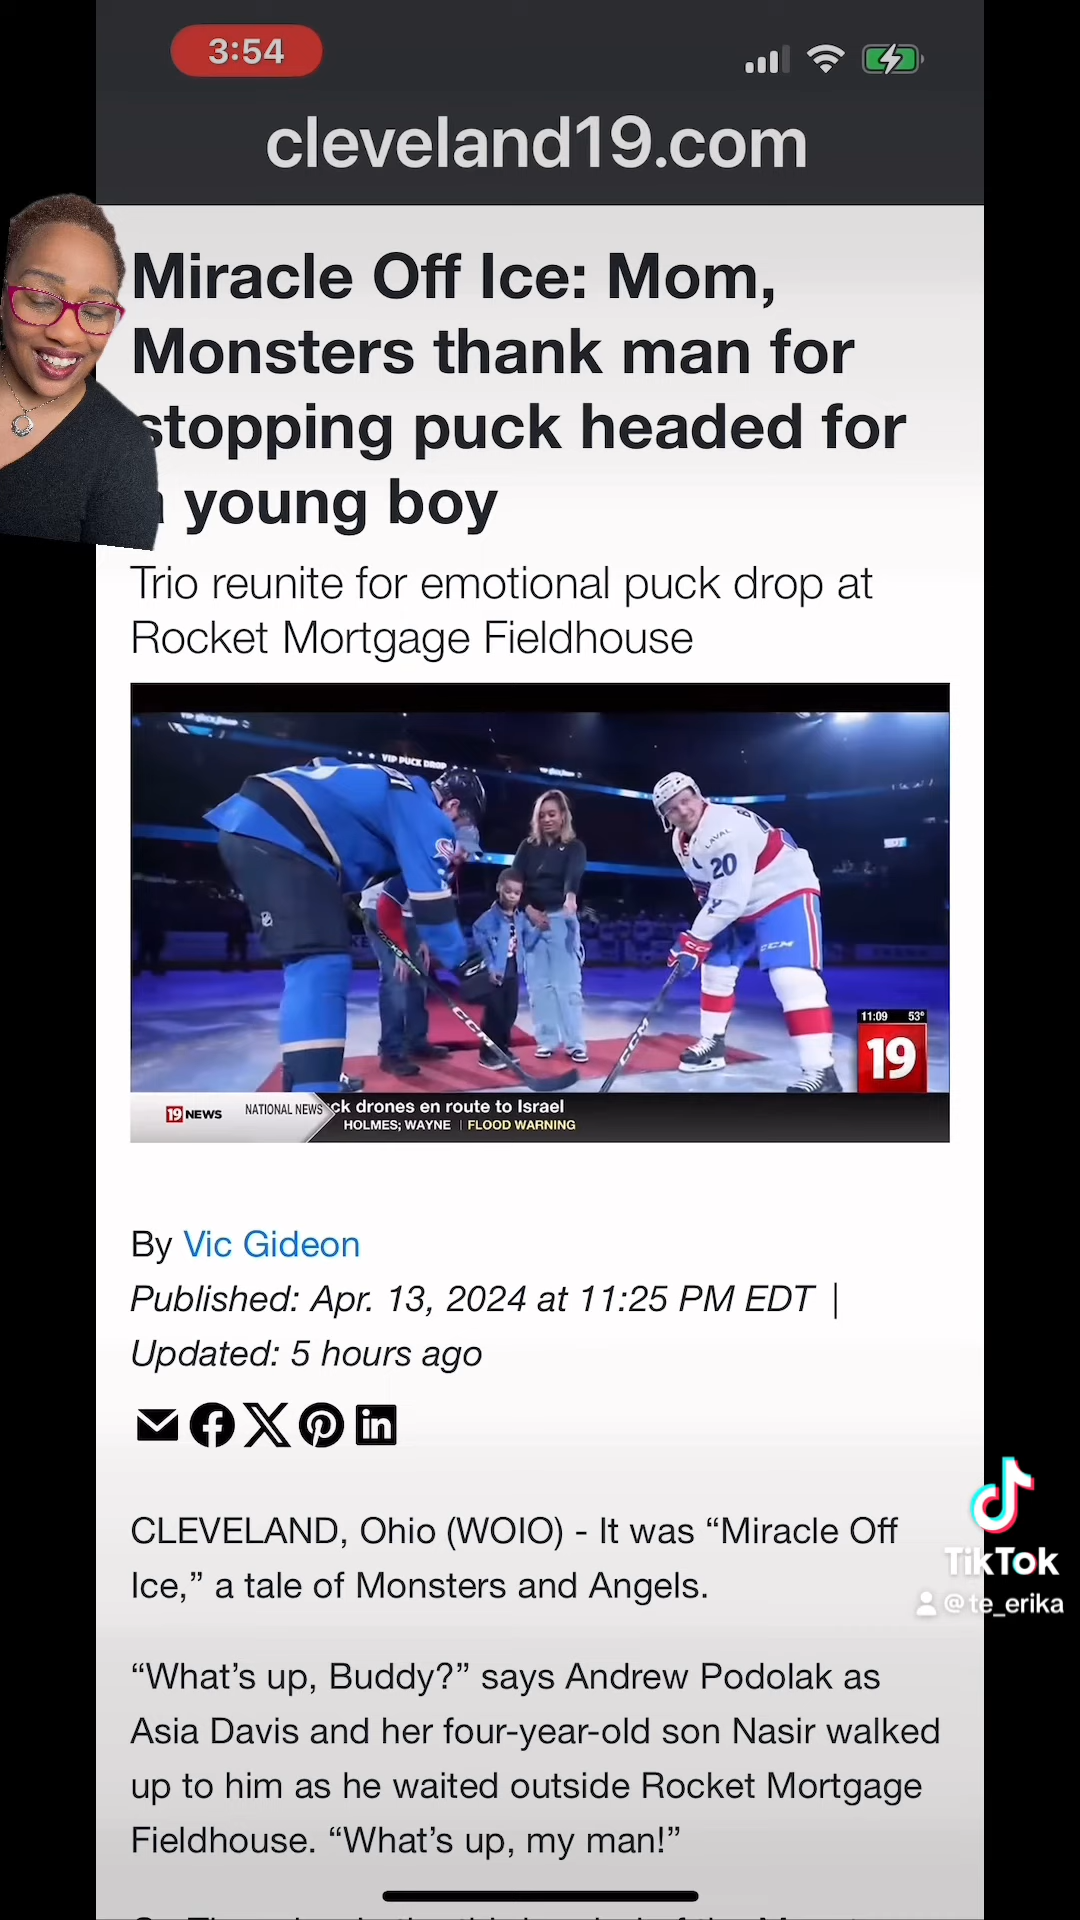 3:54
cleveland19.com
Miracle Off Ice: Mom,
Monsters thank man for
stopping puck headed for
a young boy
Trio reunite for emotional puck drop at
Rocket Mortgage Fieldhouse
VIP PUCK DROP
LAVAL
20
CCM
CCM
CCM
11:09 53°
19
19 NEWS NATIONAL NEWS ck drones en route to Israel
HOLMES; WAYNE | FLOOD WARNING
By Vic Gideon
Published: Apr. 13, 2024 at 11:25 PM EDT |
Updated: 5 hours ago
CLEVELAND, Ohio (WOIO) - It was “Miracle Off
Ice,” a tale of Monsters and Angels.
TikTok
@te_erika
“What’s up, Buddy?” says Andrew Podolak as
Asia Davis and her four-year-old son Nasir walked
up to him as he waited outside Rocket Mortgage
Fieldhouse. “What’s up, my man!”